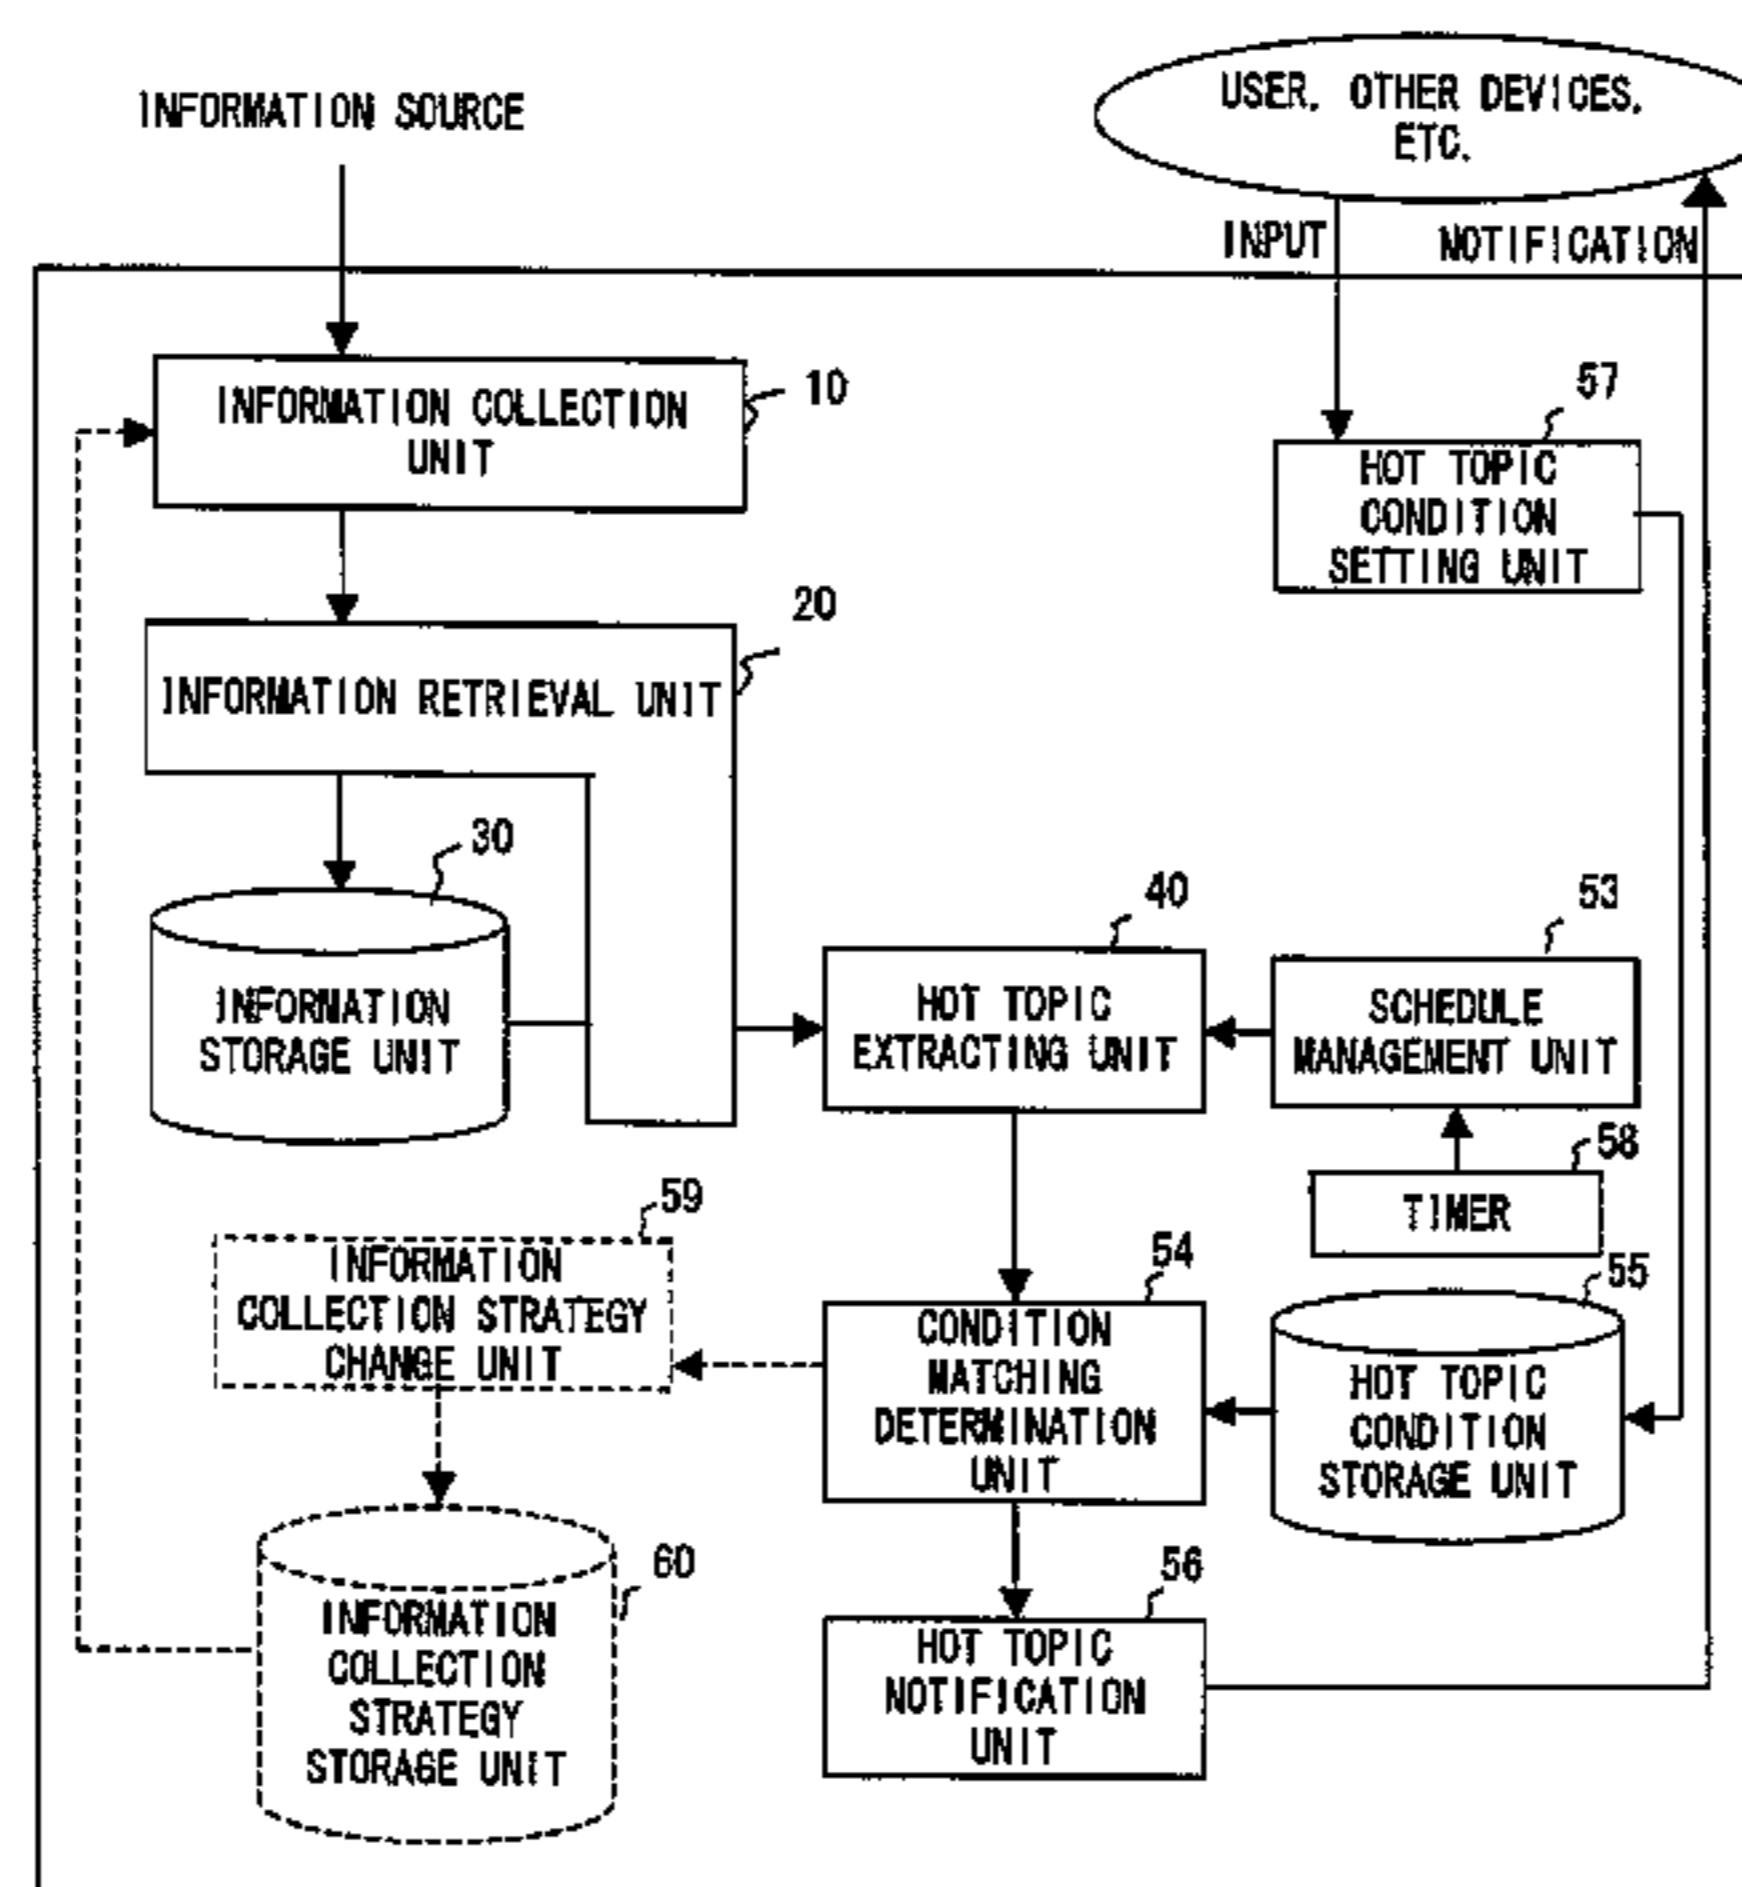 INFORMATION SOURCE
USER, OTHER DEVICES,
ETC.
INPUT
NOTIFICATION
INFORMATION COLLECTION
UNIT
10
57
HOT TOPIC
CONDITION
SETTING UNIT
20
INFORMATION RETRIEVAL UNIT
30
INFORMATION
STORAGE UNIT
40
HOT TOPIC
EXTRACTING UNIT
53
SCHEDULE
MANAGEMENT UNIT
58
TIMER
59
INFORMATION
COLLECTION STRATEGY
CHANGE UNIT
54
CONDITION
MATCHING
DETERMINATION
UNIT
55
HOT TOPIC
CONDITION
STORAGE UNIT
60
INFORMATION
COLLECTION
STRATEGY
STORAGE UNIT
56
HOT TOPIC
NOTIFICATION
UNIT